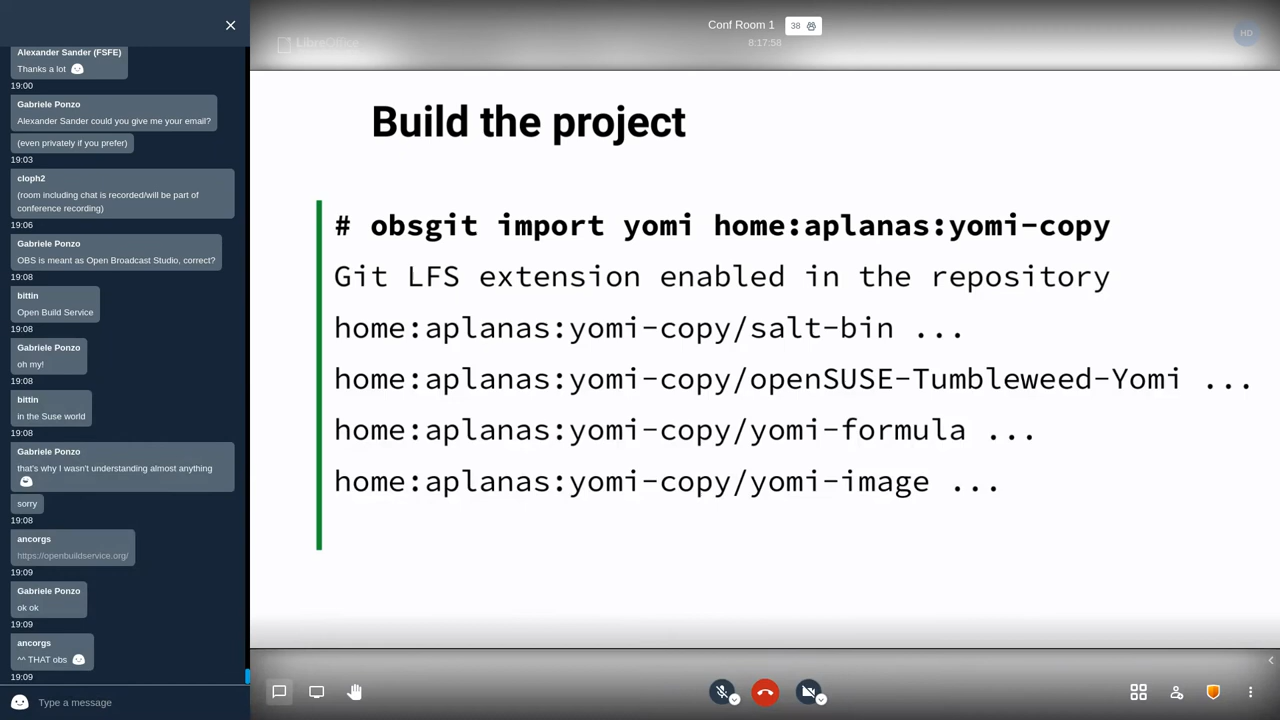 Alexander Sander (FSFE)
Thanks a lot
19:00
Gabriele Ponzo
Alexander Sander could you give me your email?
(even privately if you prefer)
19:03
cloph2
(room including chat is recorded/will be part of
conference recording)
19:06
Gabriele Ponzo
OBS is meant as Open Broadcast Studio, correct?
19:08
bittin
Open Build Service
19:08
Gabriele Ponzo
oh my!
19:08
bittin
in the Suse world
19:08
Gabriele Ponzo
that's why I wasn't understanding almost anything
sorry
19:08
ancorgs
https://openbuildservice.org/
19:09
Gabriele Ponzo
ok ok
19:09
ancorgs
^^ THAT obs
19:09
Type a message
LibreOffice
Conf Room 1
38
8:17:58
HD
Build the project
# obsgit import yomi home:aplanas:yomi-copy
Git LFS extension enabled in the repository
home:aplanas:yomi-copy/salt-bin ...
home:aplanas:yomi-copy/openSUSE-Tumbleweed-Yomi ...
home:aplanas:yomi-copy/yomi-formula ...
home:aplanas:yomi-copy/yomi-image ...